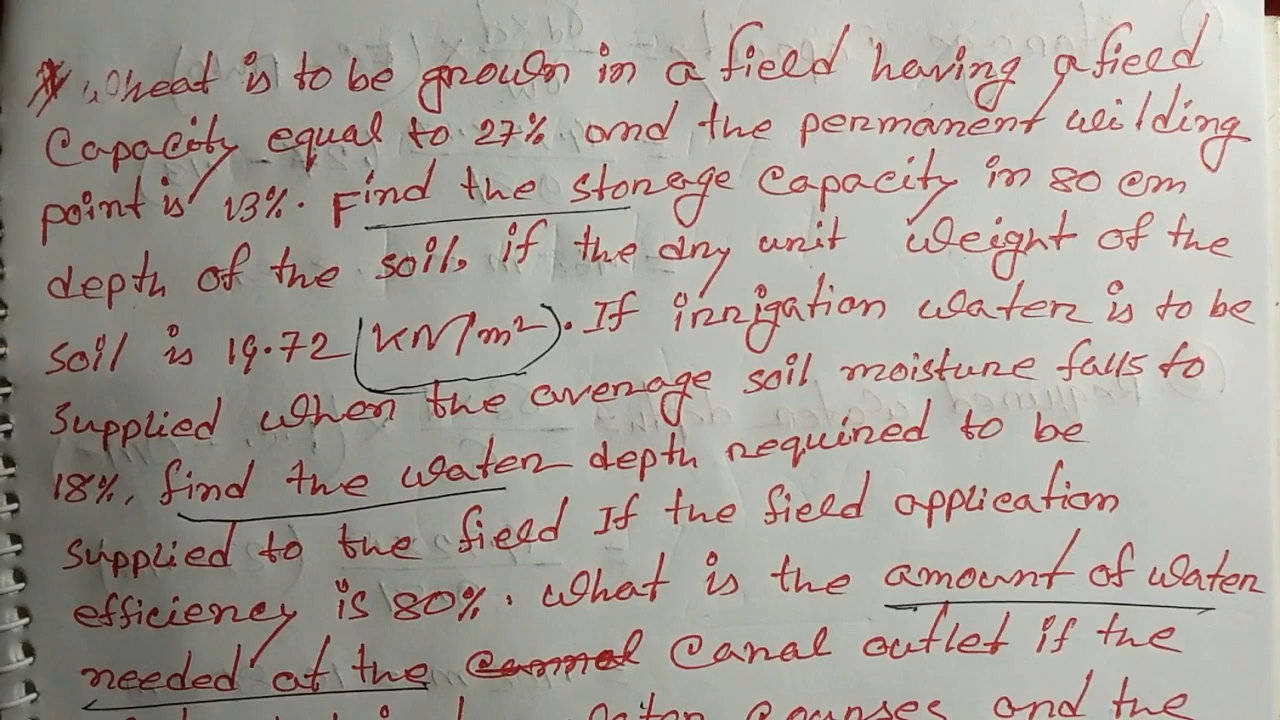 * Wheat is to be grown in a field having a field
Capacity equal to 27% and the permanent wilding
point is 13%. Find the storage Capacity in 80 cm
depth of the soil, if the dry unit weight of the
soil is 19.72 (KN/m²). If irrigation water is to be
Supplied when the average soil moisture falls to
18%, find the water depth required to be
Supplied to the field If the field application
efficiency is 80%. What is the amount of water
needed at the canal Canal outlet if the
and the